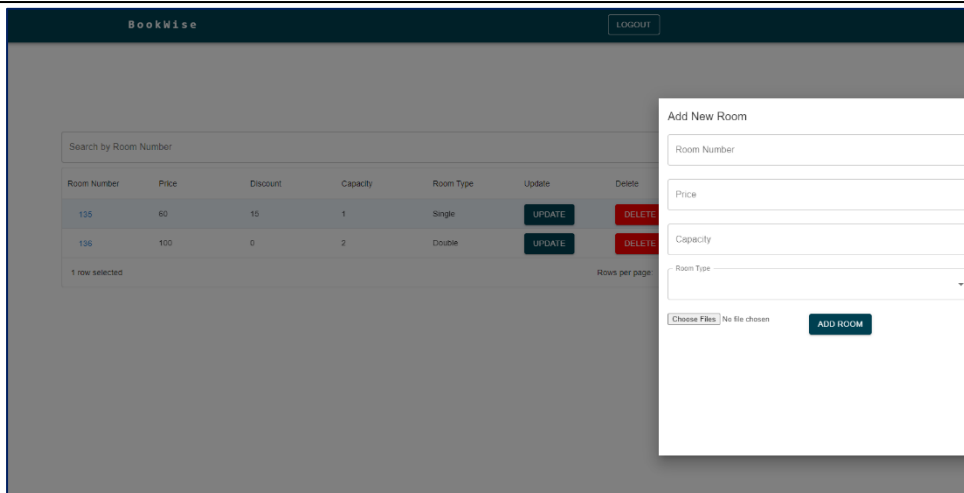 BookWise LOGOUT
Search by Room Number
Room Number Price Discount Capacity Room Type Update Delete
135 60 15 1 Single UPDATE DELETE
136 100 0 2 Double UPDATE DELETE
1 row selected Rows per page:
Add New Room
Room Number
Price
Capacity
Room Type
Choose Files No file chosen ADD ROOM